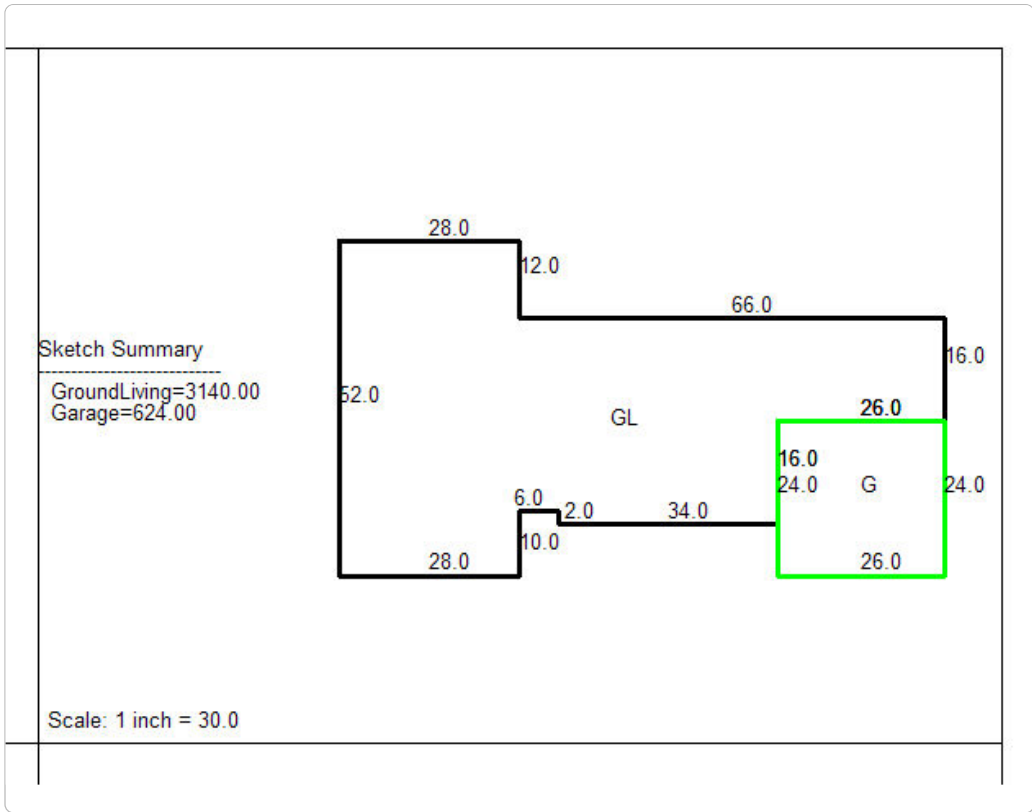 28.0
12.0
66.0
Sketch Summary
----------------------------
GroundLiving=3140.00
Garage=624.00
52.0
16.0
GL
26.0
16.0
24.0
G
24.0
6.0
2.0
34.0
10.0
28.0
26.0
Scale: 1 inch = 30.0